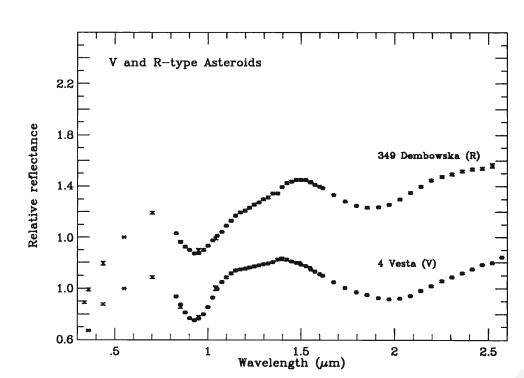 V and R-type Asteroids
2.2
1.8
349 Dembowska (R)
1.4
Relative reflectance
1.0
4 Vesta (V)
1.0
0.6
.5
1
1.5
2
2.5
Wavelength (μm)